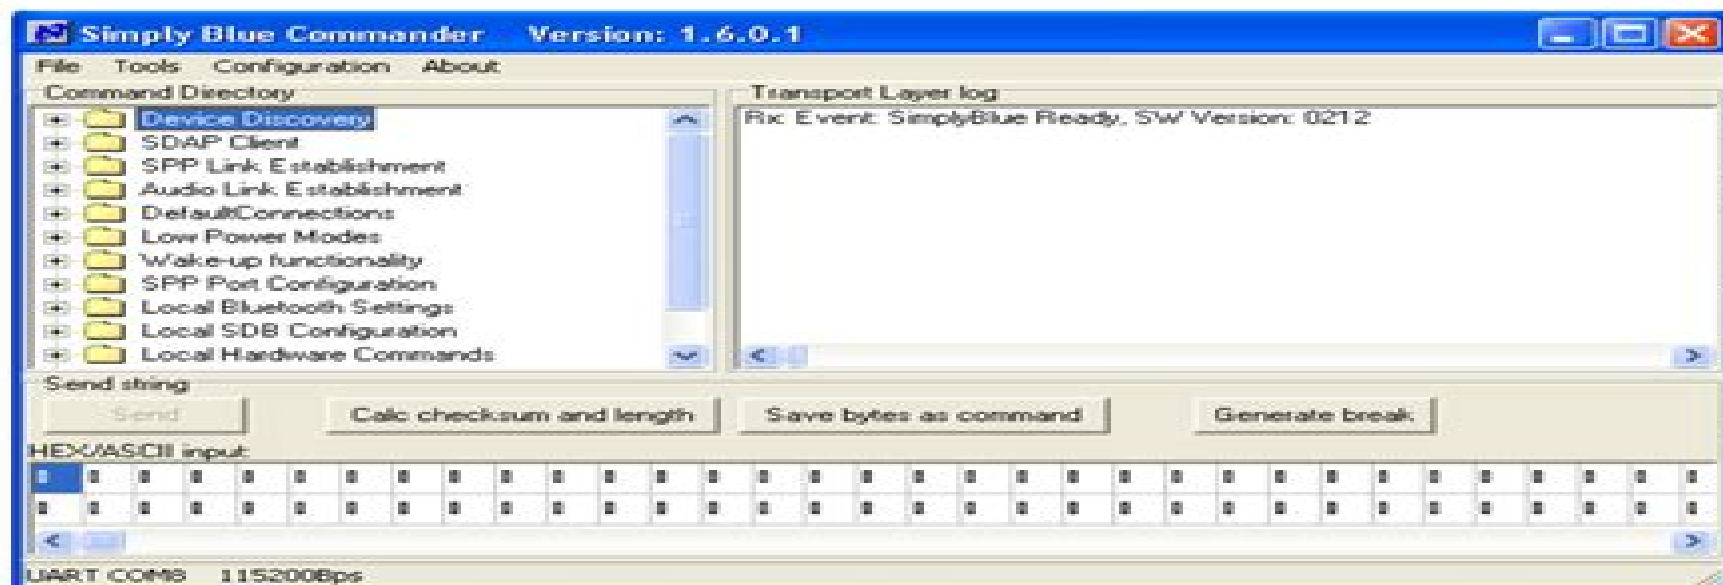 Simply Blue Commander Version: 1.6.0.1
File Tools Configuration About
Command Directory
Device Discovery
SDAP Client
SPP Link Establishment
Audio Link Establishment
DefaultConnections
Low Power Modes
Wake-up functionality
SPP Port Configuration
Local Bluetooth Settings
Local SDB Configuration
Local Hardware Commands
Transport Layer log
Rx: Event: SimplyBlue Ready, SW Version: 0212
Send string
Send Calc checksum and length Save bytes as command Generate break
HEX/ASCII input:
UART COM8 115200Bps